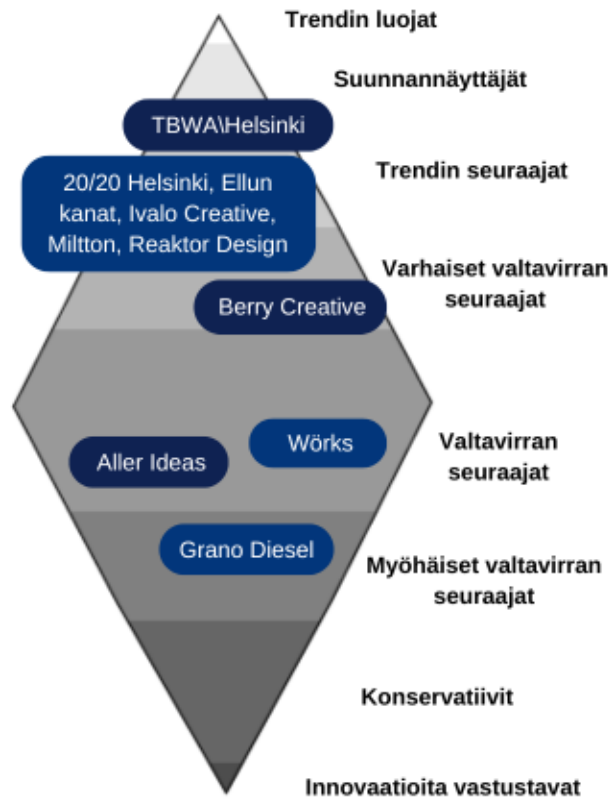 Trendin luojat
Suunnannäyttäjät
TBWA\Helsinki
20/20 Helsinki, Ellun
kanat, Ivalo Creative,
Miltton, Reaktor Design
Trendin seuraajat
Varhaiset valtavirran
seuraajat
Berry Creative
Wörks
Aller Ideas
Valtavirran
seuraajat
Grano Diesel
Myöhäiset valtavirran
seuraajat
Konservatiivit
Innovaatioita vastustavat